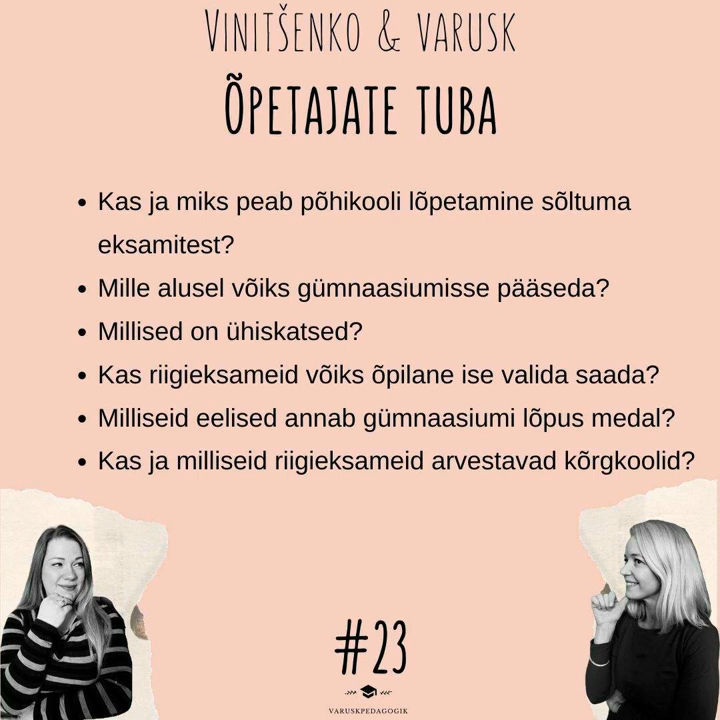 VINITŠENKO & VARUSK
ÕPETAJATE TUBA
• Kas ja miks peab põhikooli lõpetamine sõltuma
eksamitest?
• Mille alusel võiks gümnaasiumisse pääseda?
• Millised on ühiskatsed?
• Kas riigieksameid võiks õpilane ise valida saada?
• Milliseid eelised annab gümnaasiumi lõpus medal?
• Kas ja milliseid riigieksameid arvestavad kõrgkoolid?
#23
VARUSKPEDAGOGIK